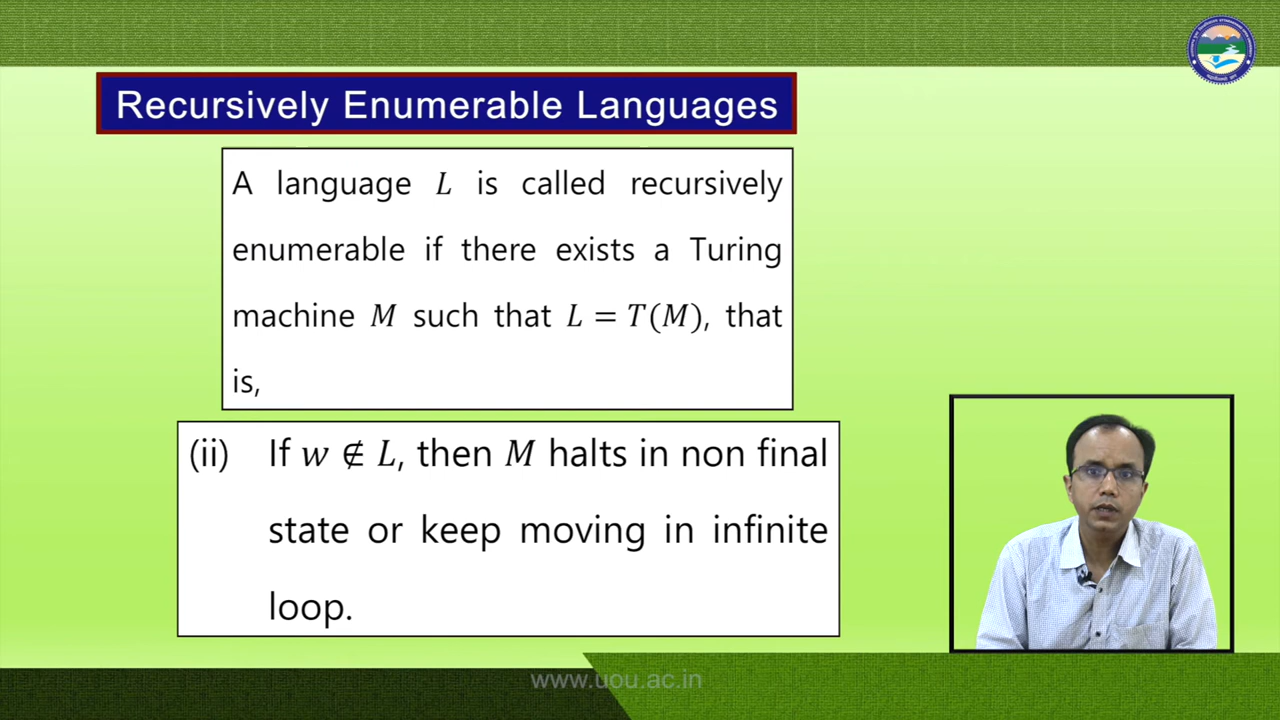 Recursively Enumerable Languages
A language L is called recursively
enumerable if there exists a Turing
machine M such that L = T(M), that
is,
(ii) If w ∉ L, then M halts in non final
state or keep moving in infinite
loop.
www.uou.ac.in